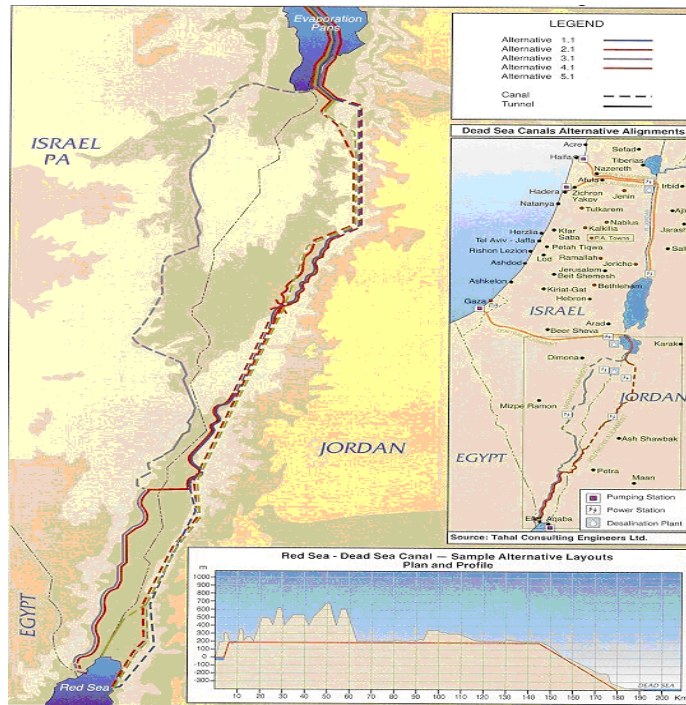 Evaporation
Pans
ISRAEL
PA
JORDAN
EGYPT
Red Sea
LEGEND
Alternative 1.1
Alternative 2.1
Alternative 3.1
Alternative 4.1
Alternative 5.1
Canal
Tunnel
Dead Sea Canals Alternative Alignments
Acre
Safad
Haifa
Tiberias
Nazareth
Afula
Irbid
Hadera
Zichron
Yakov
Jenin
Natanya
Tulkarem
Nablus
Herzlia
Kfar
Saba
Kalkilia
P.A. Towns
Tel Aviv - Jaffa
Petah Tiqwa
Rishon Lezion
Lod
Ramallah
Jericho
Ashdod
Jerusalem
Beit Shemesh
Ashkelon
Kiriat-Gat
Bethlehem
Hebron
Gaza
ISRAEL
Arad
Beer Sheva
Karak
Dimona
JORDAN
Mizpe Ramon
EGYPT
Ash Shawbak
Petra
Maan
Aqaba
Pumping Station
Power Station
Desalination Plant
Source: Tahal Consulting Engineers Ltd.
Red Sea - Dead Sea Canal — Sample Alternative Layouts
Plan and Profile
m
1000
900
800
700
600
500
400
300
200
100
0
-100
-200
-300
DEAD SEA
10 20 30 40 50 60 70 80 90 100 110 120 130 140 150 160 170 180 190 200 Km